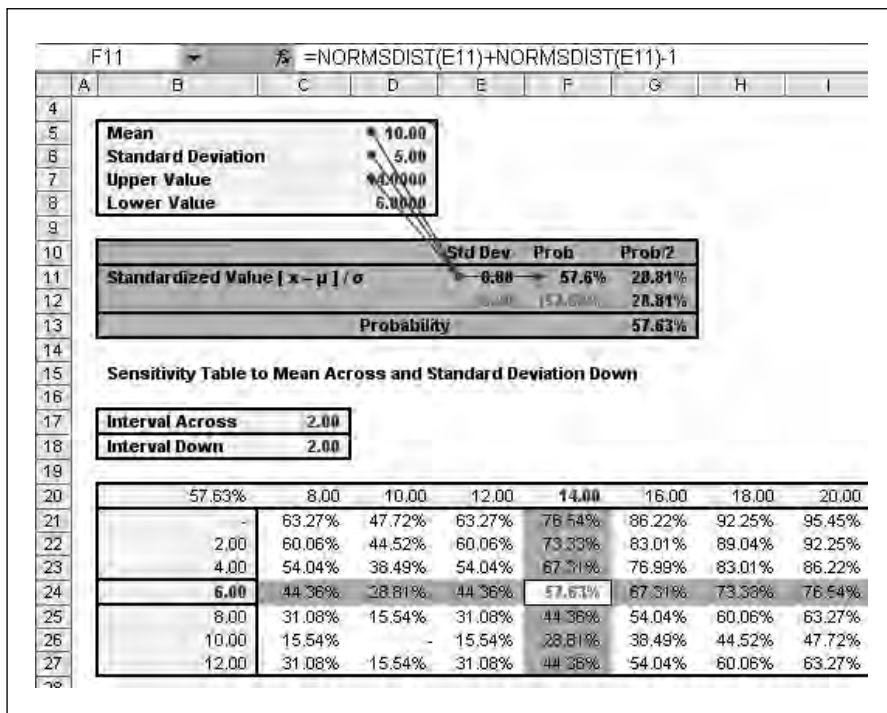 F11 fx =NORMSDIST(E11)+NORMSDIST(E11)-1
A B C D E F G H I
4
5 Mean 10.00
6 Standard Deviation 5.00
7 Upper Value
8 Lower Value 6.0000
9
10 Std Dev Prob Prob/2
11 Standardized Value [ x – μ ] / σ 0.80 57.6% 28.81%
12 28.81%
13 Probability 57.63%
14
15 Sensitivity Table to Mean Across and Standard Deviation Down
16
17 Interval Across 2.00
18 Interval Down 2.00
19
20 57.63% 8.00 10.00 12.00 14.00 16.00 18.00 20.00
21 - 63.27% 47.72% 63.27% 76.54% 86.22% 92.25% 95.45%
22 2.00 60.06% 44.52% 60.06% 73.33% 83.01% 89.04% 92.25%
23 4.00 54.04% 38.49% 54.04% 67.31% 76.99% 83.01% 86.22%
24 6.00 44.36% 28.81% 44.36% 57.63% 67.31% 73.33% 76.54%
25 8.00 31.08% 15.54% 31.08% 44.36% 54.04% 60.06% 63.27%
26 10.00 15.54% - 15.54% 28.81% 38.49% 44.52% 47.72%
27 12.00 31.08% 15.54% 31.08% 44.36% 54.04% 60.06% 63.27%